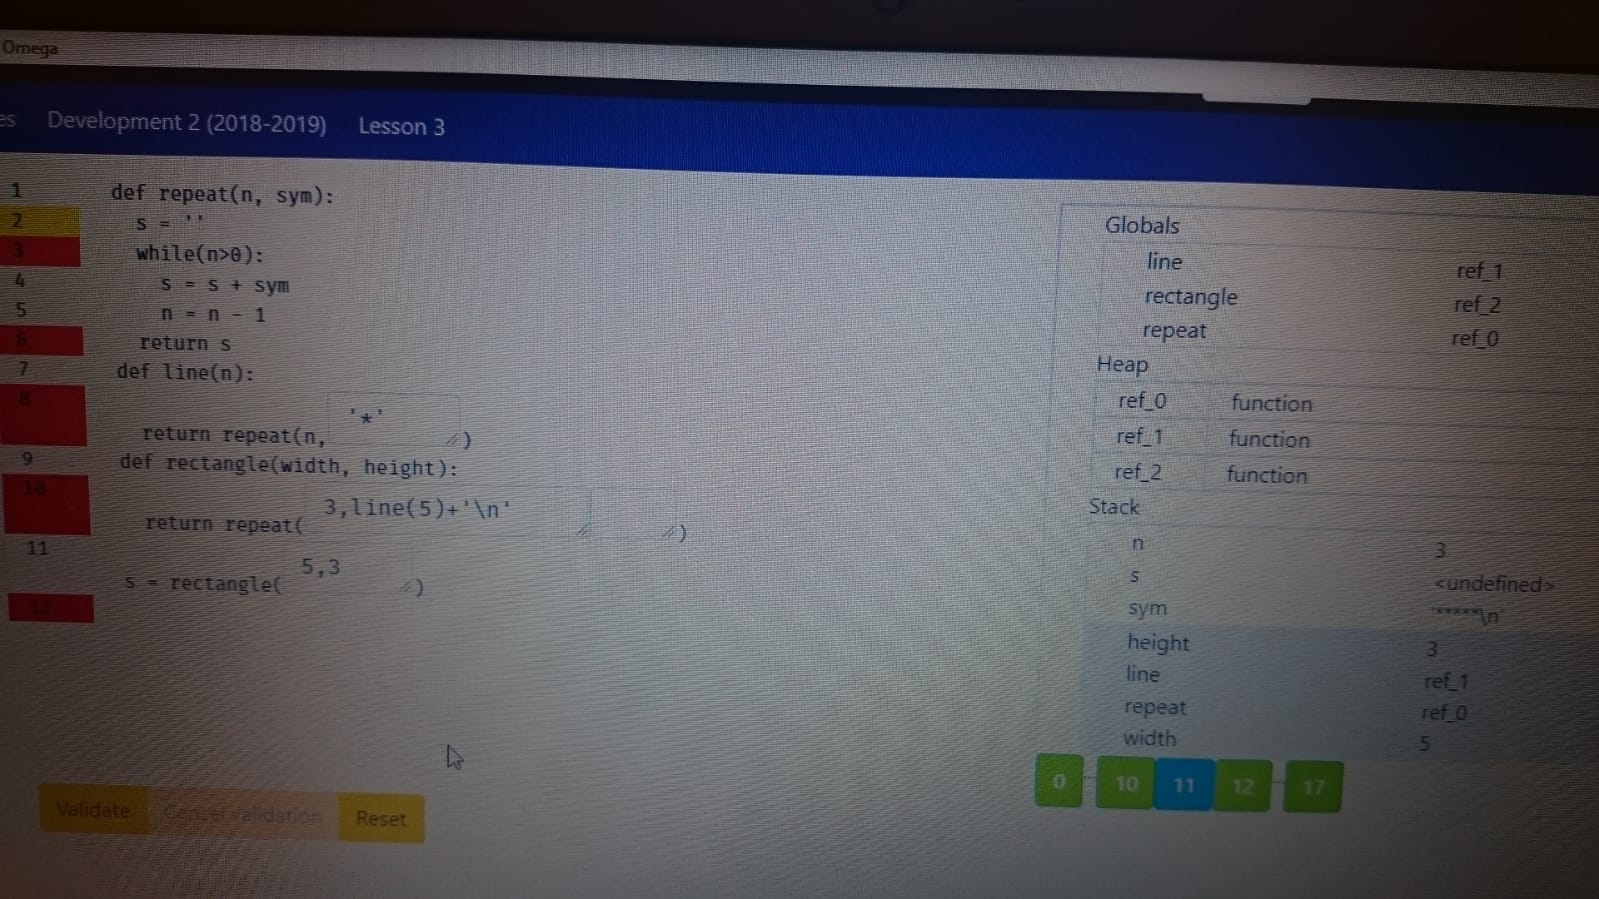 Omega
es Development 2 (2018-2019) Lesson 3
1 def repeat(n, sym):
2 s = ''
3 while(n>0):
4 s = s + sym
5 n = n - 1
6 return s
7 def line(n):
8 return repeat(n, '*' )
9 def rectangle(width, height):
10 return repeat( 3,line(5)+'\n' )
11 s = rectangle( 5,3 )
12
Validate Cancel validation Reset
Globals
line ref_1
rectangle ref_2
repeat ref_0
Heap
ref_0 function
ref_1 function
ref_2 function
Stack
n 3
s <undefined>
sym '*****\n'
height 3
line ref_1
repeat ref_0
width 5
0 10 11 12 17